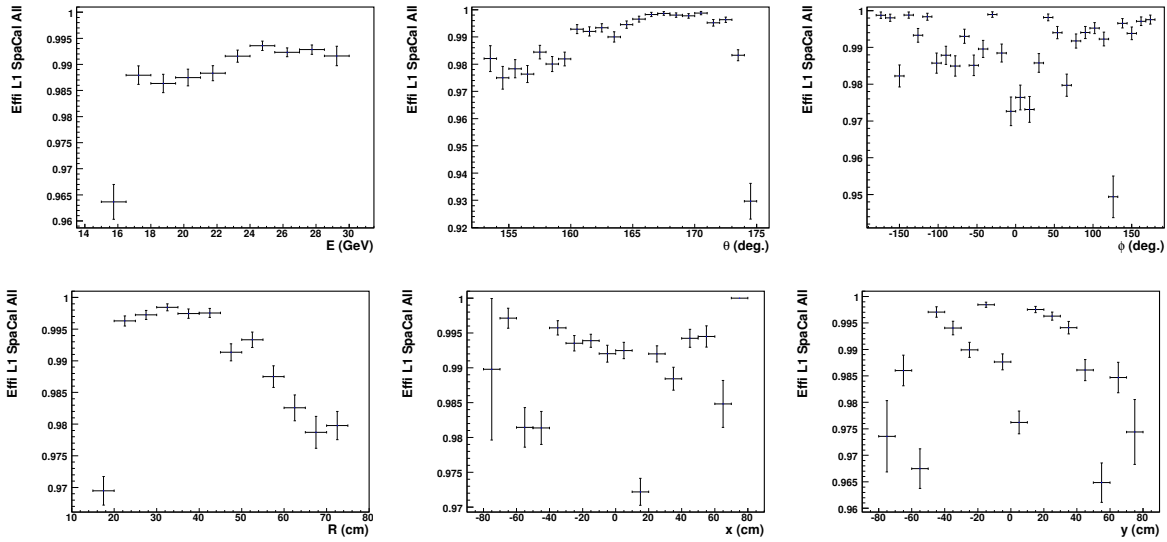 Effi L1 SpaCal All
1
0.995
0.99
0.985
0.98
0.975
0.97
0.965
0.96
14 16 18 20 22 24 26 28 30
E (GeV)
Effi L1 SpaCal All
1
0.99
0.98
0.97
0.96
0.95
0.94
0.93
0.92
155 160 165 170 175
θ (deg.)
Effi L1 SpaCal All
1
0.99
0.98
0.97
0.96
0.95
-150 -100 -50 0 50 100 150
ϕ (deg.)
Effi L1 SpaCal All
1
0.995
0.99
0.985
0.98
0.975
0.97
10 20 30 40 50 60 70 80
R (cm)
Effi L1 SpaCal All
1
0.995
0.99
0.985
0.98
0.975
0.97
-80 -60 -40 -20 0 20 40 60 80
x (cm)
Effi L1 SpaCal All
1
0.995
0.99
0.985
0.98
0.975
0.97
0.965
0.96
-80 -60 -40 -20 0 20 40 60 80
y (cm)